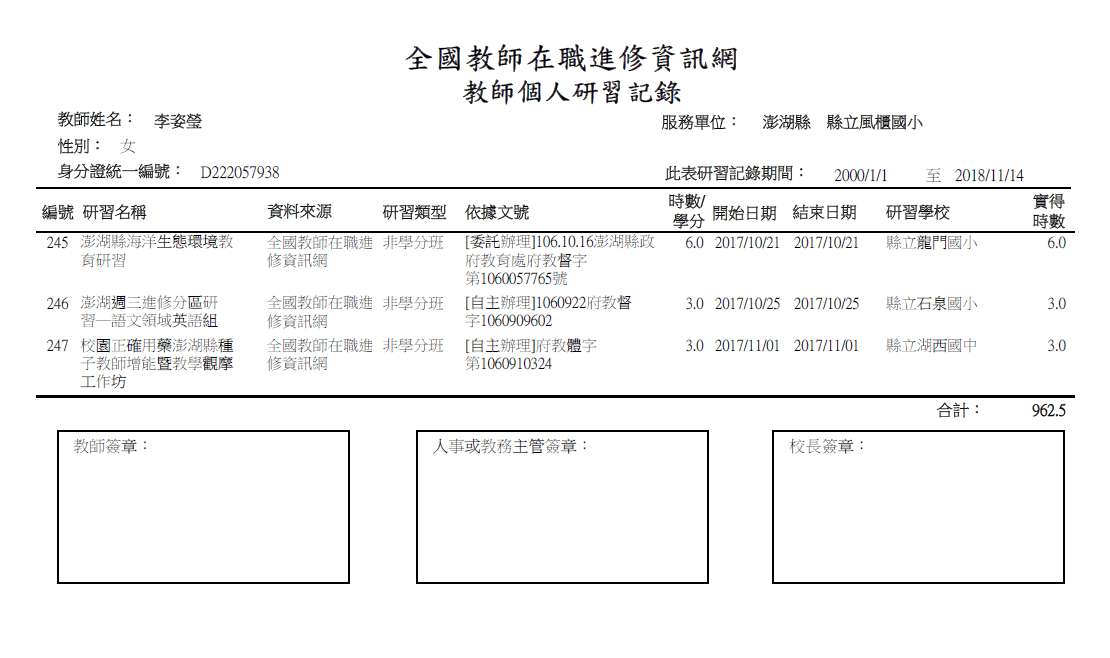 全國教師在職進修資訊網
教師個人研習記錄
教師姓名： 李姿瑩 服務單位： 澎湖縣 縣立風櫃國小
性別： 女
身分證統一編號： D222057938 此表研習記錄期間： 2000/1/1 至 2018/11/14
編號 研習名稱 資料來源 研習類型 依據文號 時數/學分 開始日期 結束日期 研習學校 實得時數
245 澎湖縣海洋生態環境教 全國教師在職進 非學分班 [委託辦理]106.10.16澎湖縣政 6.0 2017/10/21 2017/10/21 縣立龍門國小 6.0
育研習 修資訊網 府教育處府教督字
第1060057765號
246 澎湖週三進修分區研 全國教師在職進 非學分班 [自主辦理]1060922府教督 3.0 2017/10/25 2017/10/25 縣立石泉國小 3.0
習—語文領域英語組 修資訊網 字1060909602
247 校園正確用藥澎湖縣種 全國教師在職進 非學分班 [自主辦理]府教體字 3.0 2017/11/01 2017/11/01 縣立湖西國中 3.0
子教師增能暨教學觀摩 修資訊網 第1060910324
工作坊
合計： 962.5
教師簽章： 人事或教務主管簽章： 校長簽章：